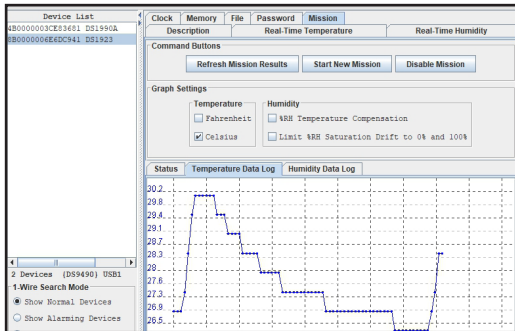 Device List
4B0000003CE83681 DS1990A
8B0000006E6DC941 DS1923
2 Devices (DS9490) USB1
1-Wire Search Mode
Show Normal Devices
Show Alarming Devices
Clock Memory File Password Mission
Description Real-Time Temperature Real-Time Humidity
Command Buttons
Refresh Mission Results Start New Mission Disable Mission
Graph Settings
Temperature Humidity
Fahrenheit %RH Temperature Compensation
Celsius Limit %RH Saturation Drift to 0% and 100%
Status Temperature Data Log Humidity Data Log
30.2
29.8
29.4
29.1
28.7
28.3
28
27.6
27.3
26.9
26.5